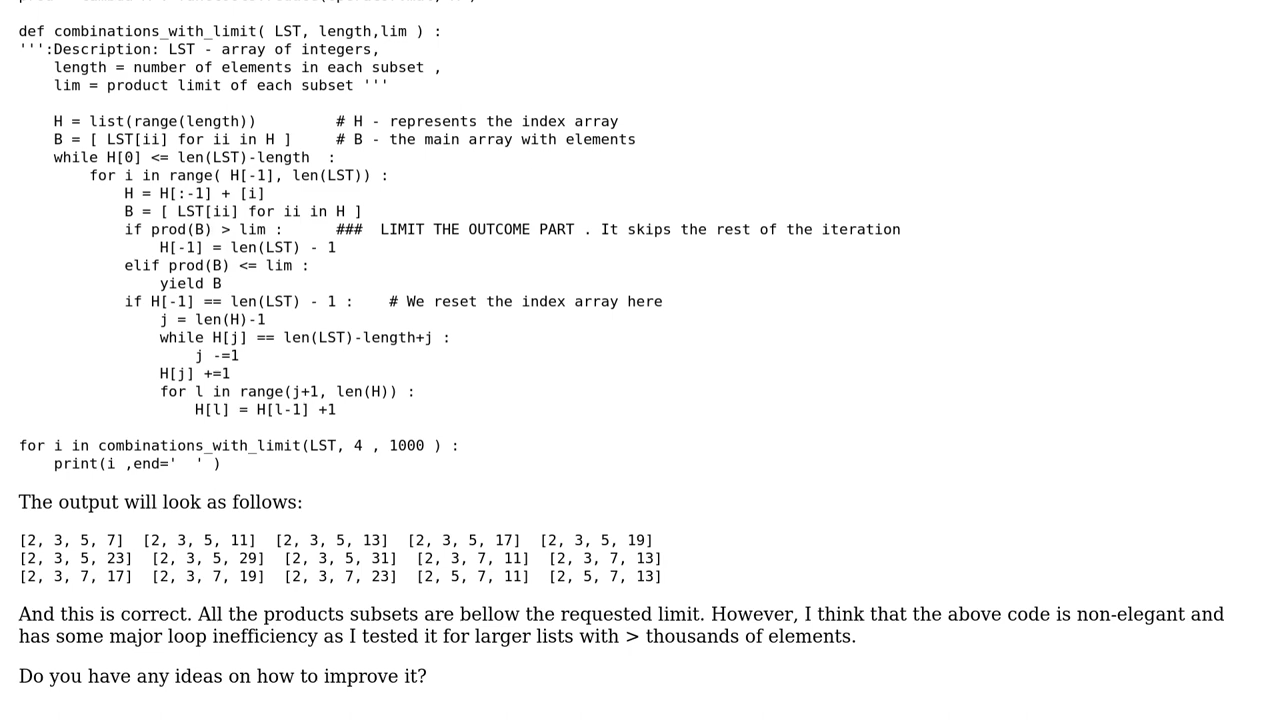 def combinations_with_limit( LST, length,lim ) :
''':Description: LST - array of integers,
    length = number of elements in each subset ,
    lim = product limit of each subset '''
    H = list(range(length))         # H - represents the index array
    B = [ LST[ii] for ii in H ]     # B - the main array with elements
    while H[0] <= len(LST)-length  :
        for i in range( H[-1], len(LST)) :
            H = H[:-1] + [i]
            B = [ LST[ii] for ii in H ]
            if prod(B) > lim :      ###  LIMIT THE OUTCOME PART . It skips the rest of the iteration
                H[-1] = len(LST) - 1
            elif prod(B) <= lim :
                yield B
            if H[-1] == len(LST) - 1 :    # We reset the index array here
                j = len(H)-1
                while H[j] == len(LST)-length+j :
                    j -=1
                H[j] +=1
                for l in range(j+1, len(H)) :
                    H[l] = H[l-1] +1
for i in combinations_with_limit(LST, 4 , 1000 ) :
    print(i ,end='  ' )
The output will look as follows:
[2, 3, 5, 7]  [2, 3, 5, 11]  [2, 3, 5, 13]  [2, 3, 5, 17]  [2, 3, 5, 19]
[2, 3, 5, 23]  [2, 3, 5, 29]  [2, 3, 5, 31]  [2, 3, 7, 11]  [2, 3, 7, 13]
[2, 3, 7, 17]  [2, 3, 7, 19]  [2, 3, 7, 23]  [2, 5, 7, 11]  [2, 5, 7, 13]
And this is correct. All the products subsets are bellow the requested limit. However, I think that the above code is non-elegant and
has some major loop inefficiency as I tested it for larger lists with > thousands of elements.
Do you have any ideas on how to improve it?